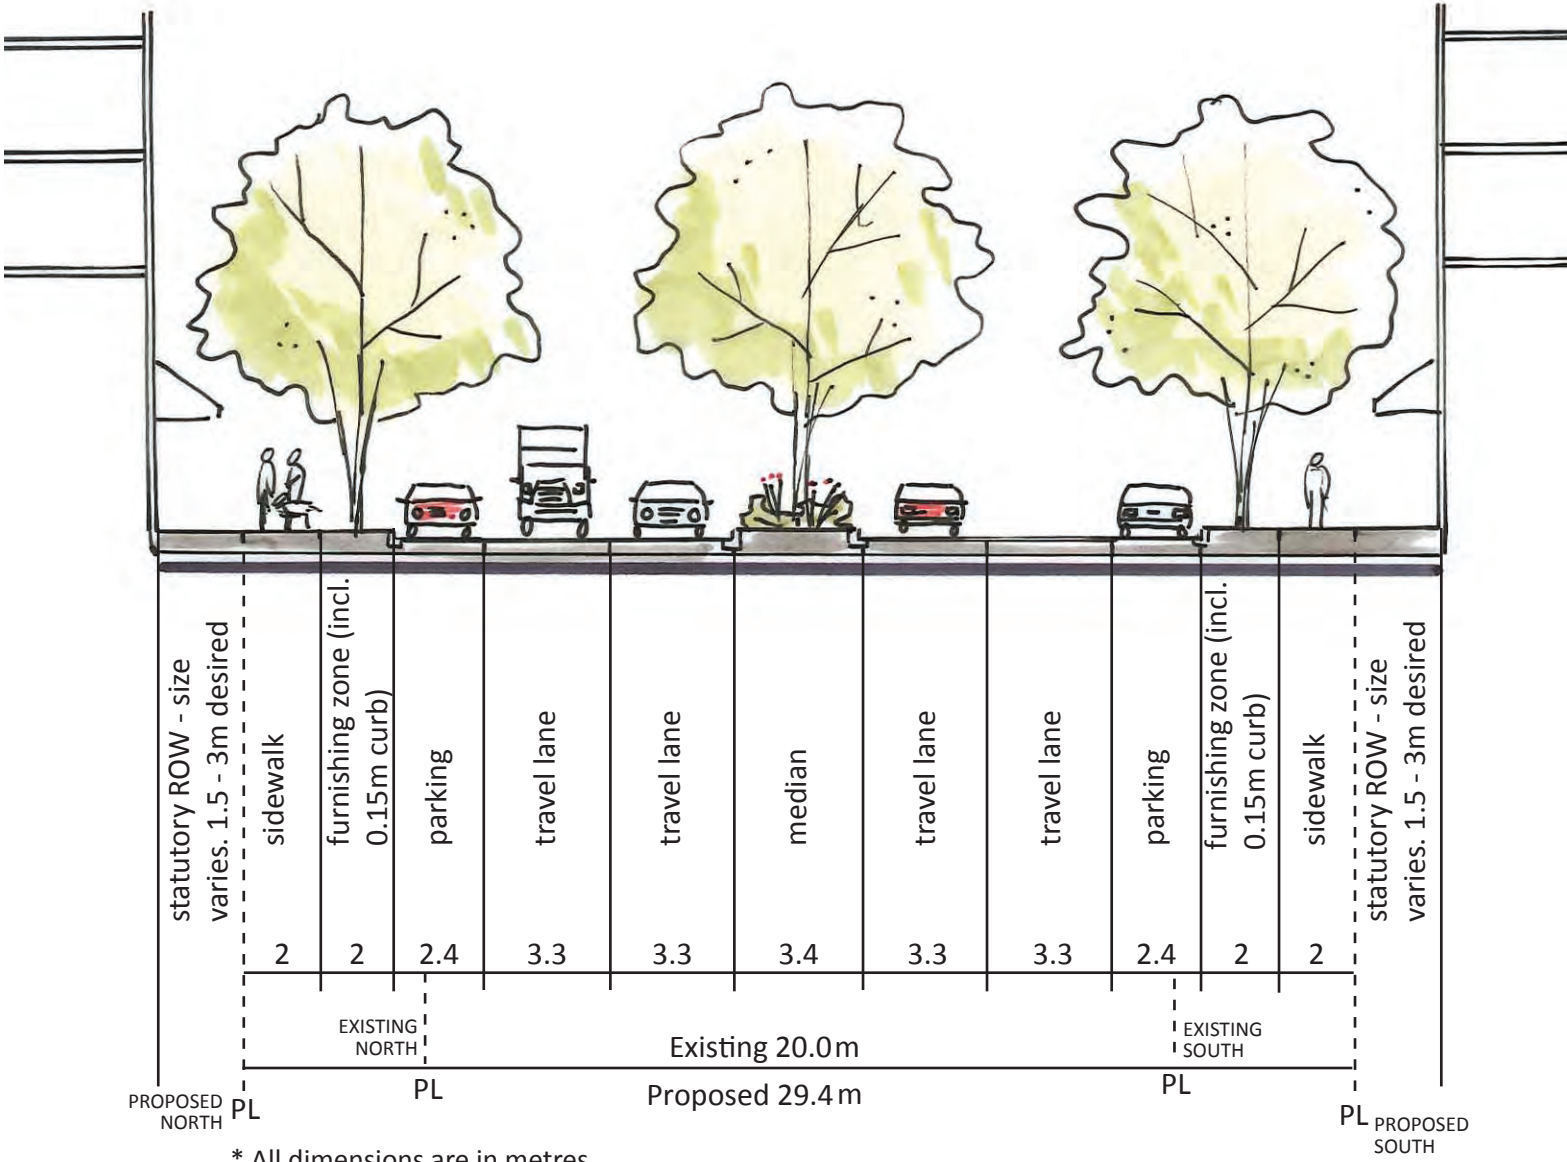 statutory ROW - size
varies. 1.5 - 3m desired
sidewalk
furnishing zone (incl.
0.15m curb)
parking
travel lane
travel lane
median
travel lane
travel lane
parking
furnishing zone (incl.
0.15m curb)
sidewalk
statutory ROW - size
varies. 1.5 - 3m desired
2 2 2.4 3.3 3.3 3.4 3.3 3.3 2.4 2 2
EXISTING
NORTH
Existing 20.0m
EXISTING
SOUTH
PL
Proposed 29.4m
PL
PROPOSED
NORTH
PL
PL
PROPOSED
SOUTH
* All dimensions are in metres